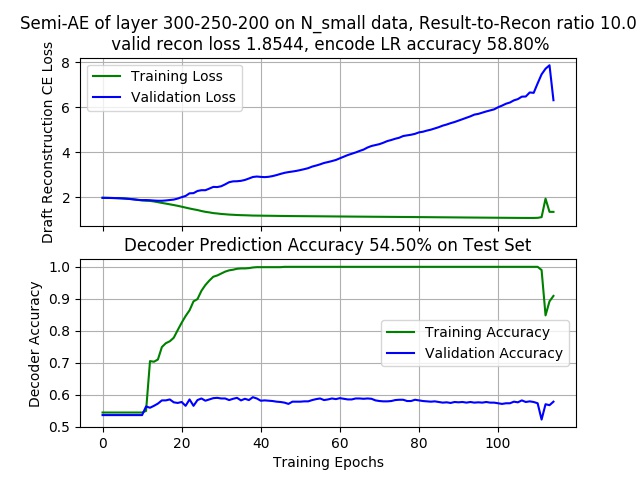 Semi-AE of layer 300-250-200 on N_small data, Result-to-Recon ratio 10.0
valid recon loss 1.8544, encode LR accuracy 58.80%
Draft Reconstruction CE Loss
8
6
4
2
Training Loss
Validation Loss
Decoder Prediction Accuracy 54.50% on Test Set
Decoder Accuracy
1.0
0.9
0.8
0.7
0.6
0.5
Training Accuracy
Validation Accuracy
0 20 40 60 80 100
Training Epochs